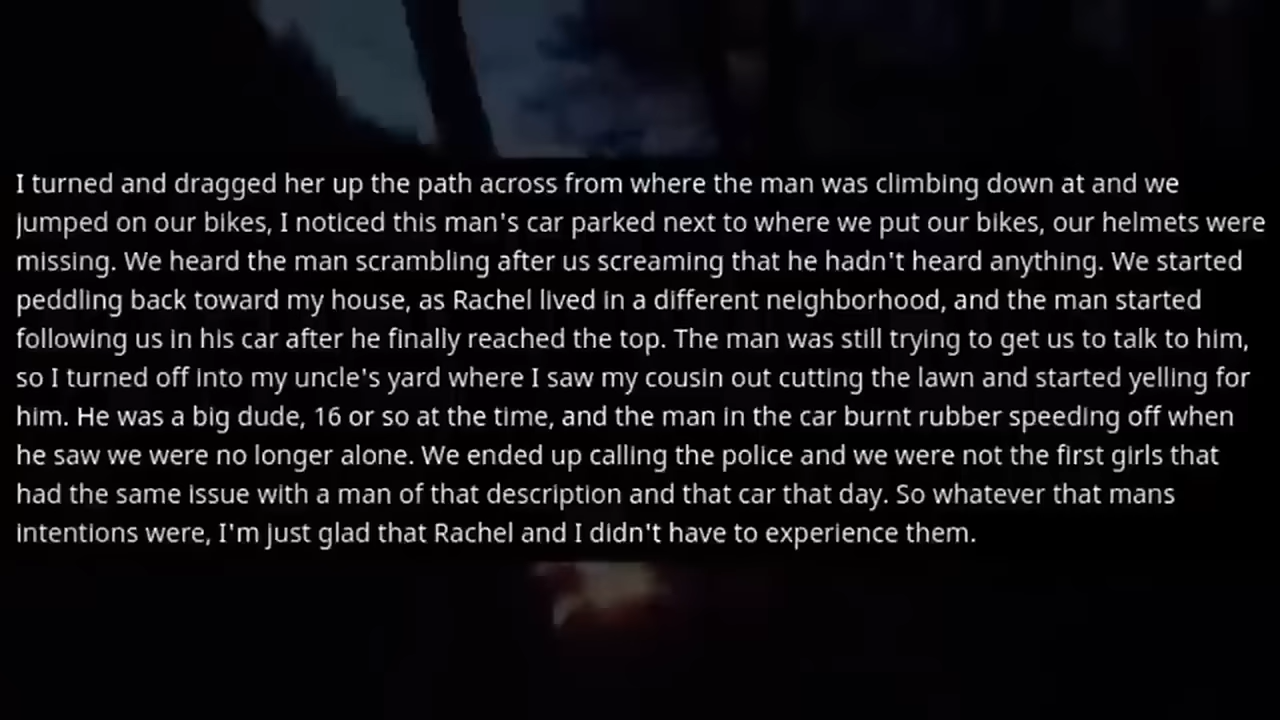 I turned and dragged her up the path across from where the man was climbing down at and we
jumped on our bikes, I noticed this man's car parked next to where we put our bikes, our helmets were
missing. We heard the man scrambling after us screaming that he hadn't heard anything. We started
peddling back toward my house, as Rachel lived in a different neighborhood, and the man started
following us in his car after he finally reached the top. The man was still trying to get us to talk to him,
so I turned off into my uncle's yard where I saw my cousin out cutting the lawn and started yelling for
him. He was a big dude, 16 or so at the time, and the man in the car burnt rubber speeding off when
he saw we were no longer alone. We ended up calling the police and we were not the first girls that
had the same issue with a man of that description and that car that day. So whatever that mans
intentions were, I'm just glad that Rachel and I didn't have to experience them.